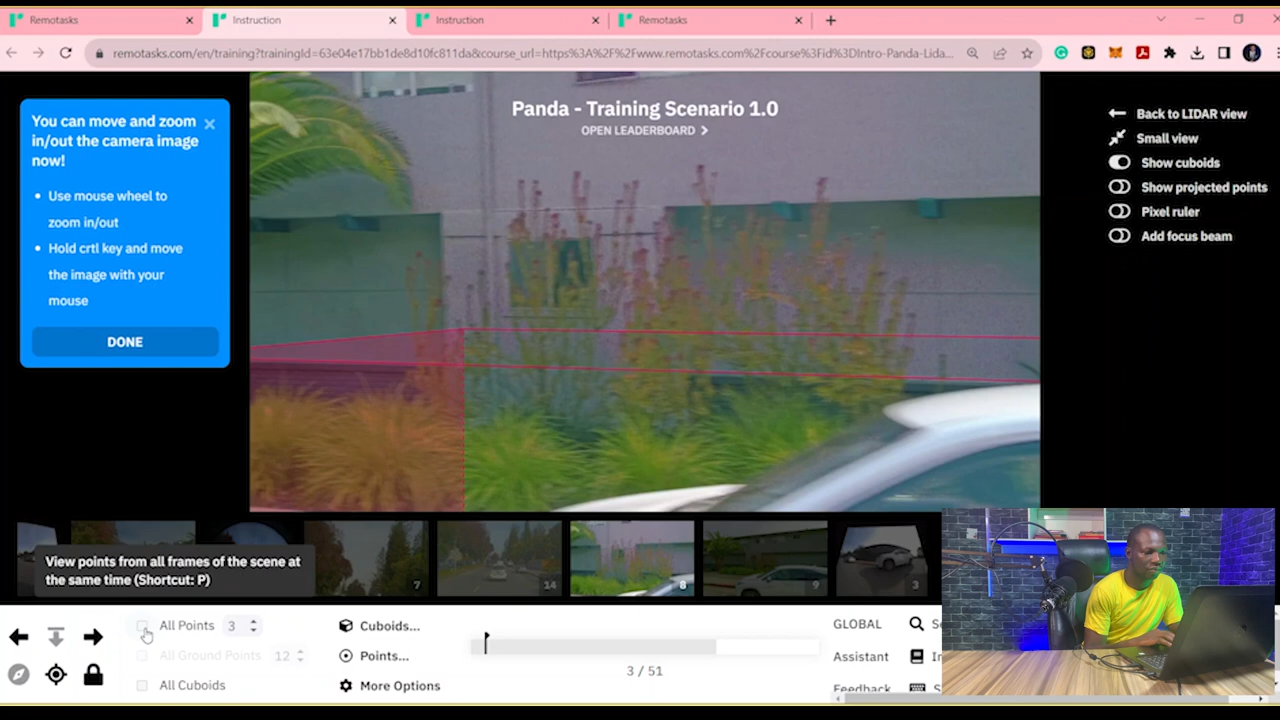 Remotasks
Instruction
Instruction
Remotasks
remotasks.com/en/training?trainingId=63e04e17bb1de8d10fc811da&course_url=https%3A%2F%2Fwww.remotasks.com%2Fcourse%3Fid%3DIntro-Panda-Lida...
You can move and zoom
in/out the camera image
now!
• Use mouse wheel to
zoom in/out
• Hold crtl key and move
the image with your
mouse
DONE
Panda - Training Scenario 1.0
OPEN LEADERBOARD
Back to LIDAR view
Small view
Show cuboids
Show projected points
Pixel ruler
Add focus beam
View points from all frames of the scene at
the same time (Shortcut: P)
7
14
8
9
3
All Points 3
All Ground Points 12
All Cuboids
Cuboids...
Points...
More Options
3 / 51
GLOBAL
Assistant
Feedback